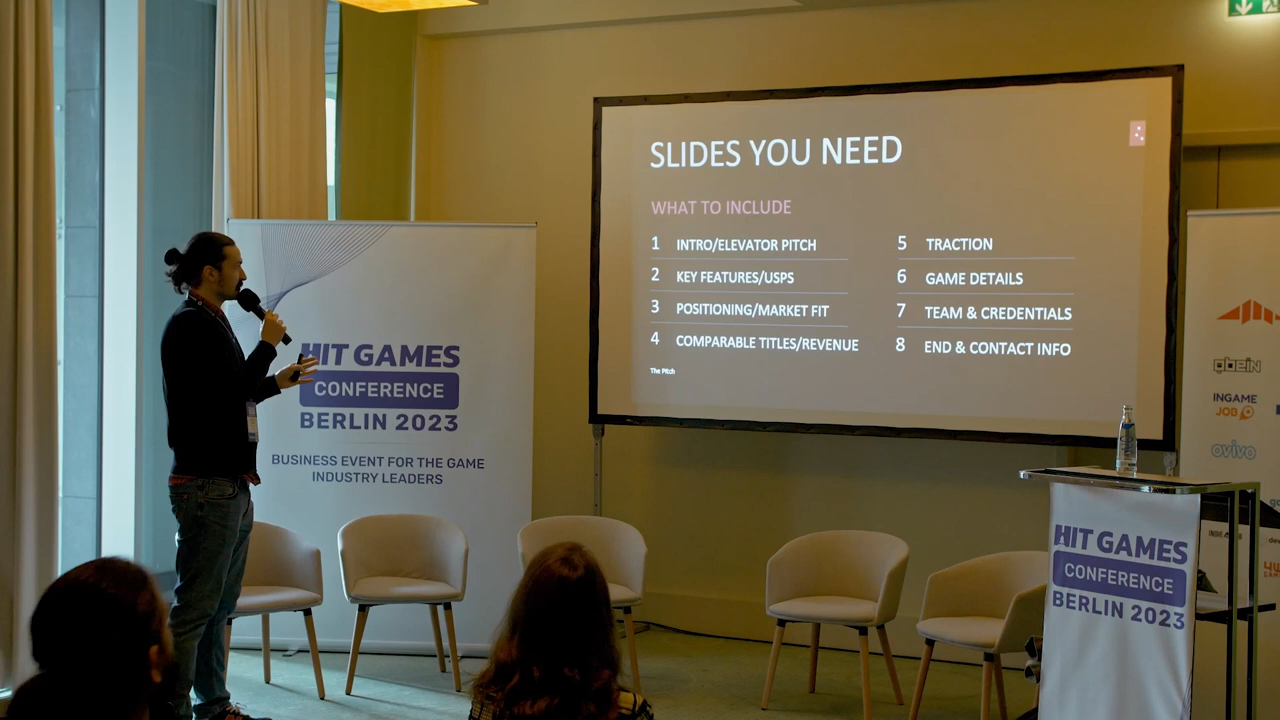 SLIDES YOU NEED
WHAT TO INCLUDE
1 INTRO/ELEVATOR PITCH
2 KEY FEATURES/USPS
3 POSITIONING/MARKET FIT
4 COMPARABLE TITLES/REVENUE
5 TRACTION
6 GAME DETAILS
7 TEAM & CREDENTIALS
8 END & CONTACT INFO
The Pitch
HIT GAMES
CONFERENCE
BERLIN 2023
BUSINESS EVENT FOR THE GAME
INDUSTRY LEADERS
gbein
INGAME
JOB
ovivo
HIT GAMES
CONFERENCE
BERLIN 2023